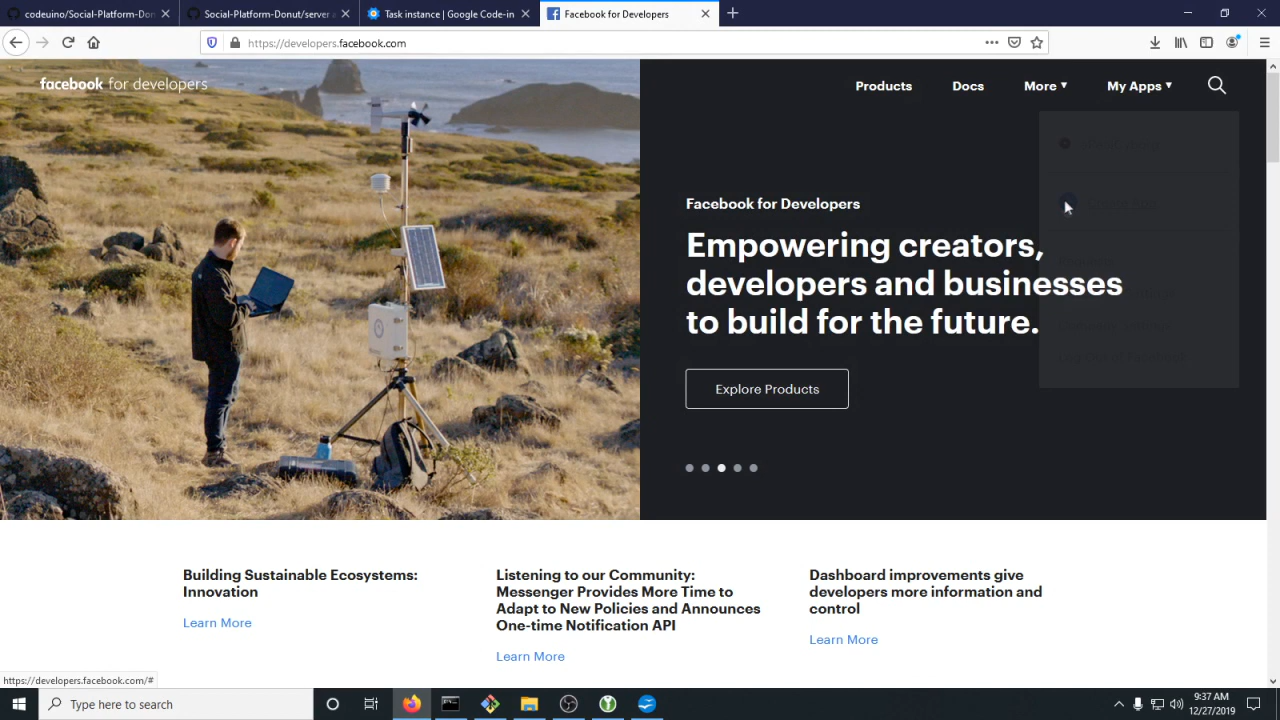 codeuino/Social-Platform-Don
Social-Platform-Donut/server a
Task instance | Google Code-in
Facebook for Developers
https://developers.facebook.com
facebook for developers
Products
Docs
More
My Apps
Facebook for Developers
Empowering creators,
developers and businesses
to build for the future.
Explore Products
Building Sustainable Ecosystems:
Innovation
Learn More
Listening to our Community:
Messenger Provides More Time to
Adapt to New Policies and Announces
One-time Notification API
Learn More
Dashboard improvements give
developers more information and
control
Learn More
https://developers.facebook.com/#
Type here to search
9:37 AM
12/27/2019